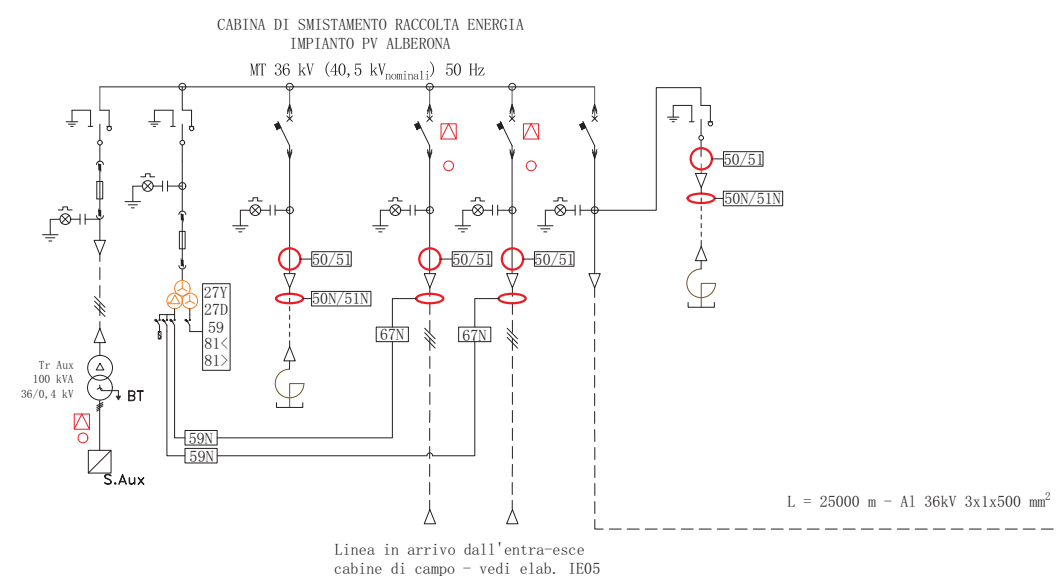 CABINA DI SMISTAMENTO RACCOLTA ENERGIA
IMPIANTO PV ALBERONA
MT 36 kV (40,5 kVnominali) 50 Hz
50/51
50N/51N
50/51
50/51
50/51
50N/51N
27Y
27D
59
81<
81>
67N
67N
Tr Aux
100 kVA
36/0,4 kV
BT
59N
59N
S.Aux
L = 25000 m - Al 36kV 3x1x500 mm²
Linea in arrivo dall'entra-esce
cabine di campo - vedi elab. IE05